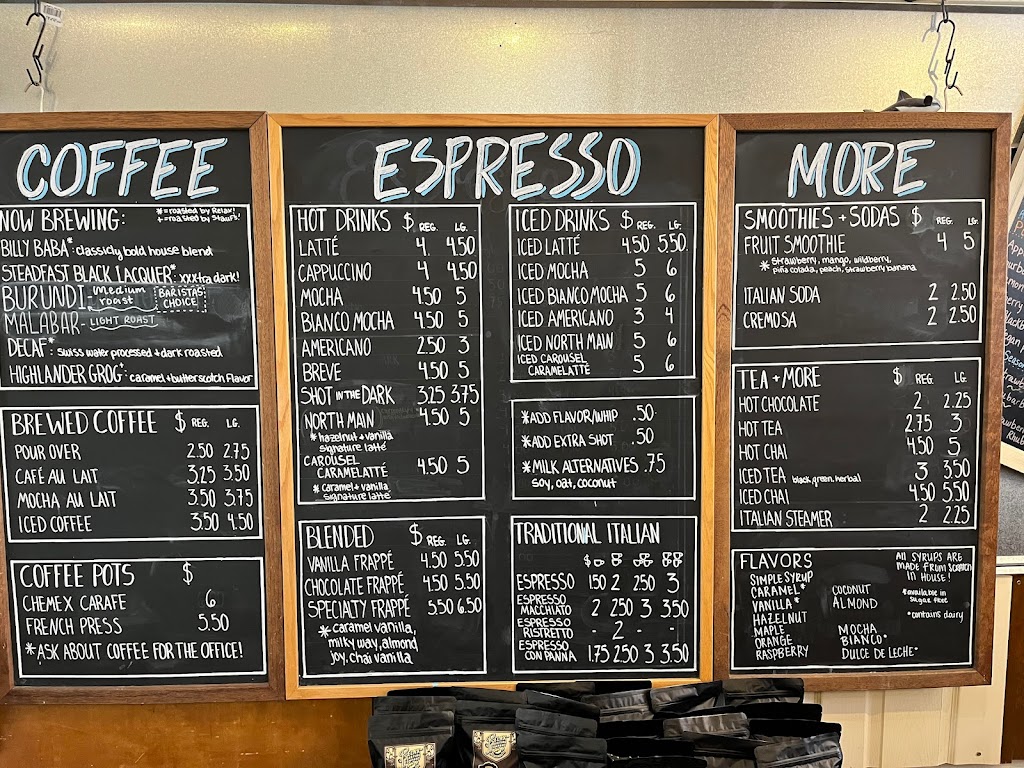 COFFEE
NOW BREWING:
*=roasted by Relax!
+=roasted by Stauf's!
BILLY BABA*: classicly bold house blend
STEADFAST BLACK LACQUER*: xxxtra dark!
BURUNDI - medium roast
BARISTAS CHOICE
MALABAR - LIGHT ROAST
DECAF*: swiss water processed + dark roasted
HIGHLANDER GROG+: caramel + butterscotch flavor
BREWED COFFEE $ REG. LG.
POUR OVER 2.50 2.75
CAFÉ AU LAIT 3.25 3.50
MOCHA AU LAIT 3.50 3.75
ICED COFFEE 3.50 4.50
COFFEE POTS $
CHEMEX CARAFE 6
FRENCH PRESS 5.50
*ASK ABOUT COFFEE FOR THE OFFICE!
ESPRESSO
HOT DRINKS $ REG. LG.
LATTÉ 4. 4.50
CAPPUCCINO 4 4.50
MOCHA 4.50 5
BIANCO MOCHA 4.50 5
AMERICANO 2.50 3
BREVE 4.50 5
SHOT IN THE DARK 3.25 3.75
NORTH MAIN 4.50 5
* hazelnut + vanilla
signature latté
CAROUSEL
CARAMELATTÉ 4.50 5
* caramel + vanilla
signature latté
BLENDED $ REG. LG.
VANILLA FRAPPÉ 4.50 5.50
CHOCOLATE FRAPPÉ 4.50 5.50
SPECIALTY FRAPPÉ 5.50 6.50
*caramel vanilla,
milky way, almond
joy, chai vanilla
ICED DRINKS $ REG. LG.
ICED LATTÉ 4.50 5.50
ICED MOCHA 5 6
ICED BIANCO MOCHA 5 6
ICED AMERICANO 3 4
ICED NORTH MAIN 5 6
ICED CAROUSEL
CARAMELATTE 5 6
*ADD FLAVOR/WHIP .50
*ADD EXTRA SHOT .50
*MILK ALTERNATIVES .75
soy, oat, coconut
TRADITIONAL ITALIAN
$
ESPRESSO 1.50 2 2.50 3
ESPRESSO
MACCHIATO 2 2.50 3 3.50
ESPRESSO
RISTRETTO - 2 - -
ESPRESSO
CON PANNA 1.75 2.50 3 3.50
MORE
SMOOTHIES + SODAS $ REG. LG.
FRUIT SMOOTHIE 4 5
* strawberry, mango, wildberry,
piña colada, peach, strawberry banana
ITALIAN SODA 2 2.50
CREMOSA 2 2.50
TEA + MORE $ REG. LG.
HOT CHOCOLATE 2 2.25
HOT TEA 2.75 3
HOT CHAI 4.50 5
ICED TEA black, green, herbal 3 3.50
ICED CHAI 4.50 5.50
ITALIAN STEAMER 2 2.25
FLAVORS
SIMPLE SYRUP
CARAMEL*
VANILLA*
HAZELNUT
MAPLE
ORANGE
RASPBERRY
COCONUT
ALMOND
MOCHA
BIANCO°
DULCE DE LECHE°
All SYRUPS ARE
MADE FROM SCRATCH
IN HOUSE!
*available in
sugar free
°contains dairy